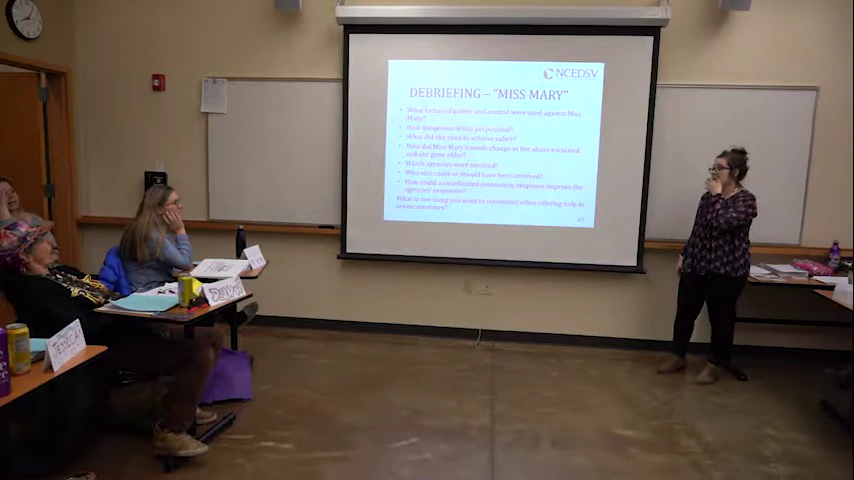 NCEDSV
DEBRIEFING – "MISS MARY"
• What forms of power and control were used against Miss
Mary?
• How dangerous is this perpetrator?
• What did she need to achieve safety?
• How did Miss Mary's needs change as the abuse escalated
and she grew older?
• Which agencies were involved?
• Who else could or should have been involved?
• How could a coordinated community response improve the
agencies' responses?
What is one thing you want to remember when offering help to
JESSICA